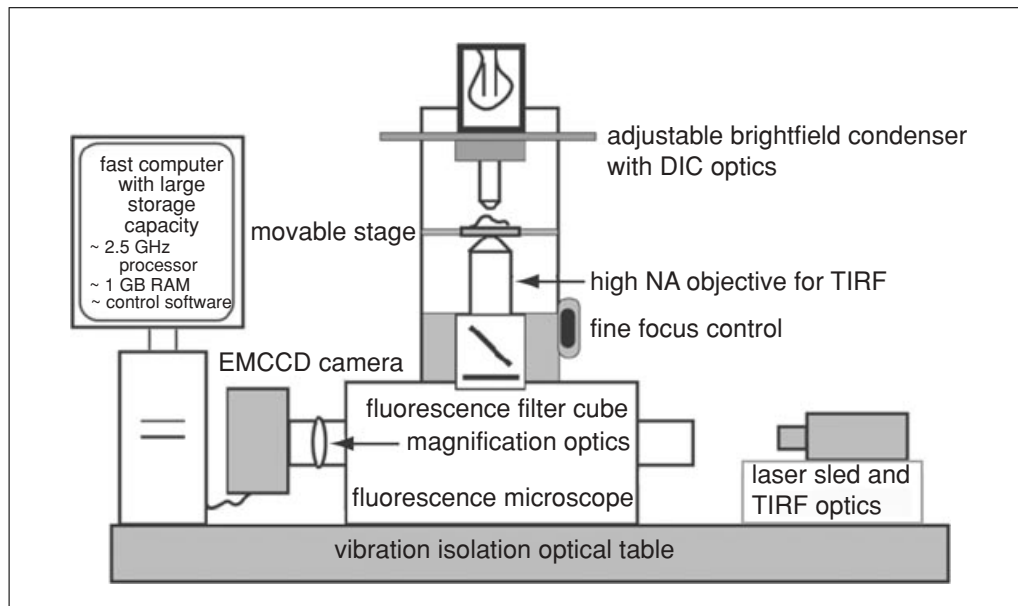 adjustable brightfield condenser
with DIC optics
fast computer
with large
storage
capacity
~ 2.5 GHz
processor
~ 1 GB RAM
~ control software
movable stage
high NA objective for TIRF
fine focus control
EMCCD camera
fluorescence filter cube
magnification optics
fluorescence microscope
laser sled and
TIRF optics
vibration isolation optical table